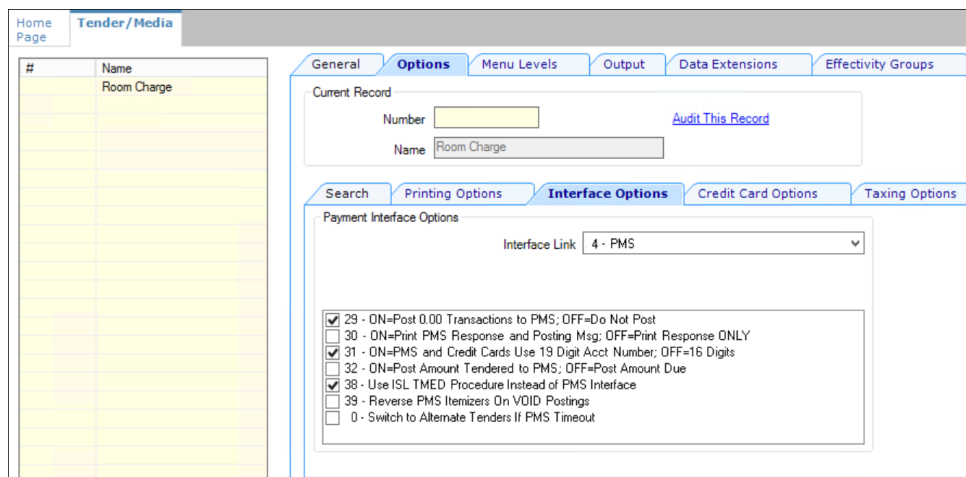 Home Page
Tender/Media
# Name
Room Charge
General Options Menu Levels Output Data Extensions Effectivity Groups
Current Record
Number Audit This Record
Name Room Charge
Search Printing Options Interface Options Credit Card Options Taxing Options
Payment Interface Options
Interface Link 4 - PMS
29 - ON=Post 0.00 Transactions to PMS; OFF=Do Not Post
30 - ON=Print PMS Response and Posting Msg; OFF=Print Response ONLY
31 - ON=PMS and Credit Cards Use 19 Digit Acct Number; OFF=16 Digits
32 - ON=Post Amount Tendered to PMS; OFF=Post Amount Due
38 - Use ISL TMED Procedure Instead of PMS Interface
39 - Reverse PMS Itemizers On VOID Postings
0 - Switch to Alternate Tenders If PMS Timeout